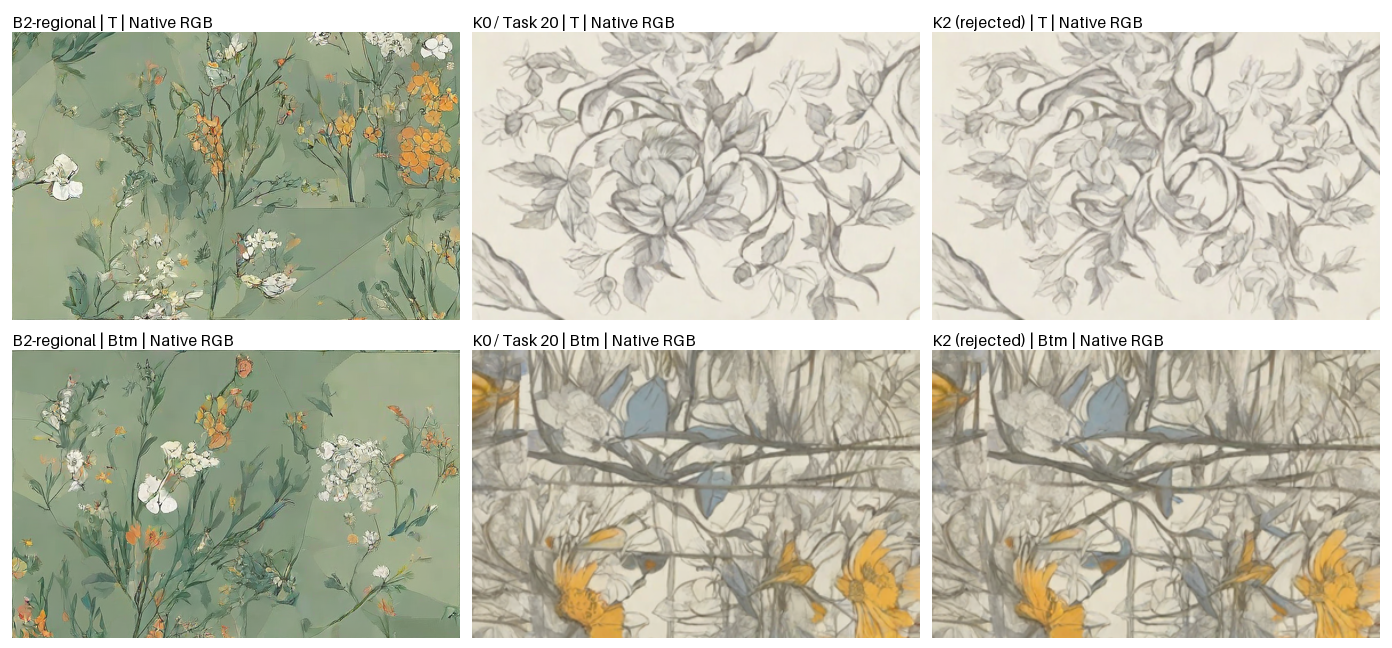 B2-regional | T | Native RGB
K0 / Task 20 | T | Native RGB
K2 (rejected) | T | Native RGB
B2-regional | Btm | Native RGB
K0 / Task 20 | Btm | Native RGB
K2 (rejected) | Btm | Native RGB